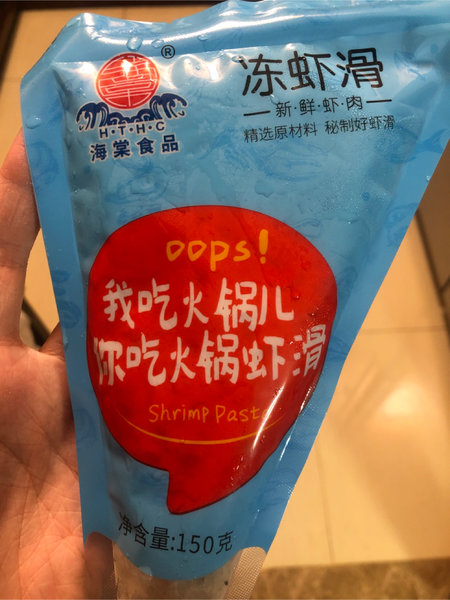 ®
H·T·H·C
海棠食品
冻虾滑
新·鲜·虾·肉
精选原材料 秘制好虾滑
oops!
我吃火锅儿
你吃火锅虾滑
Shrimp Paste
净含量:150克